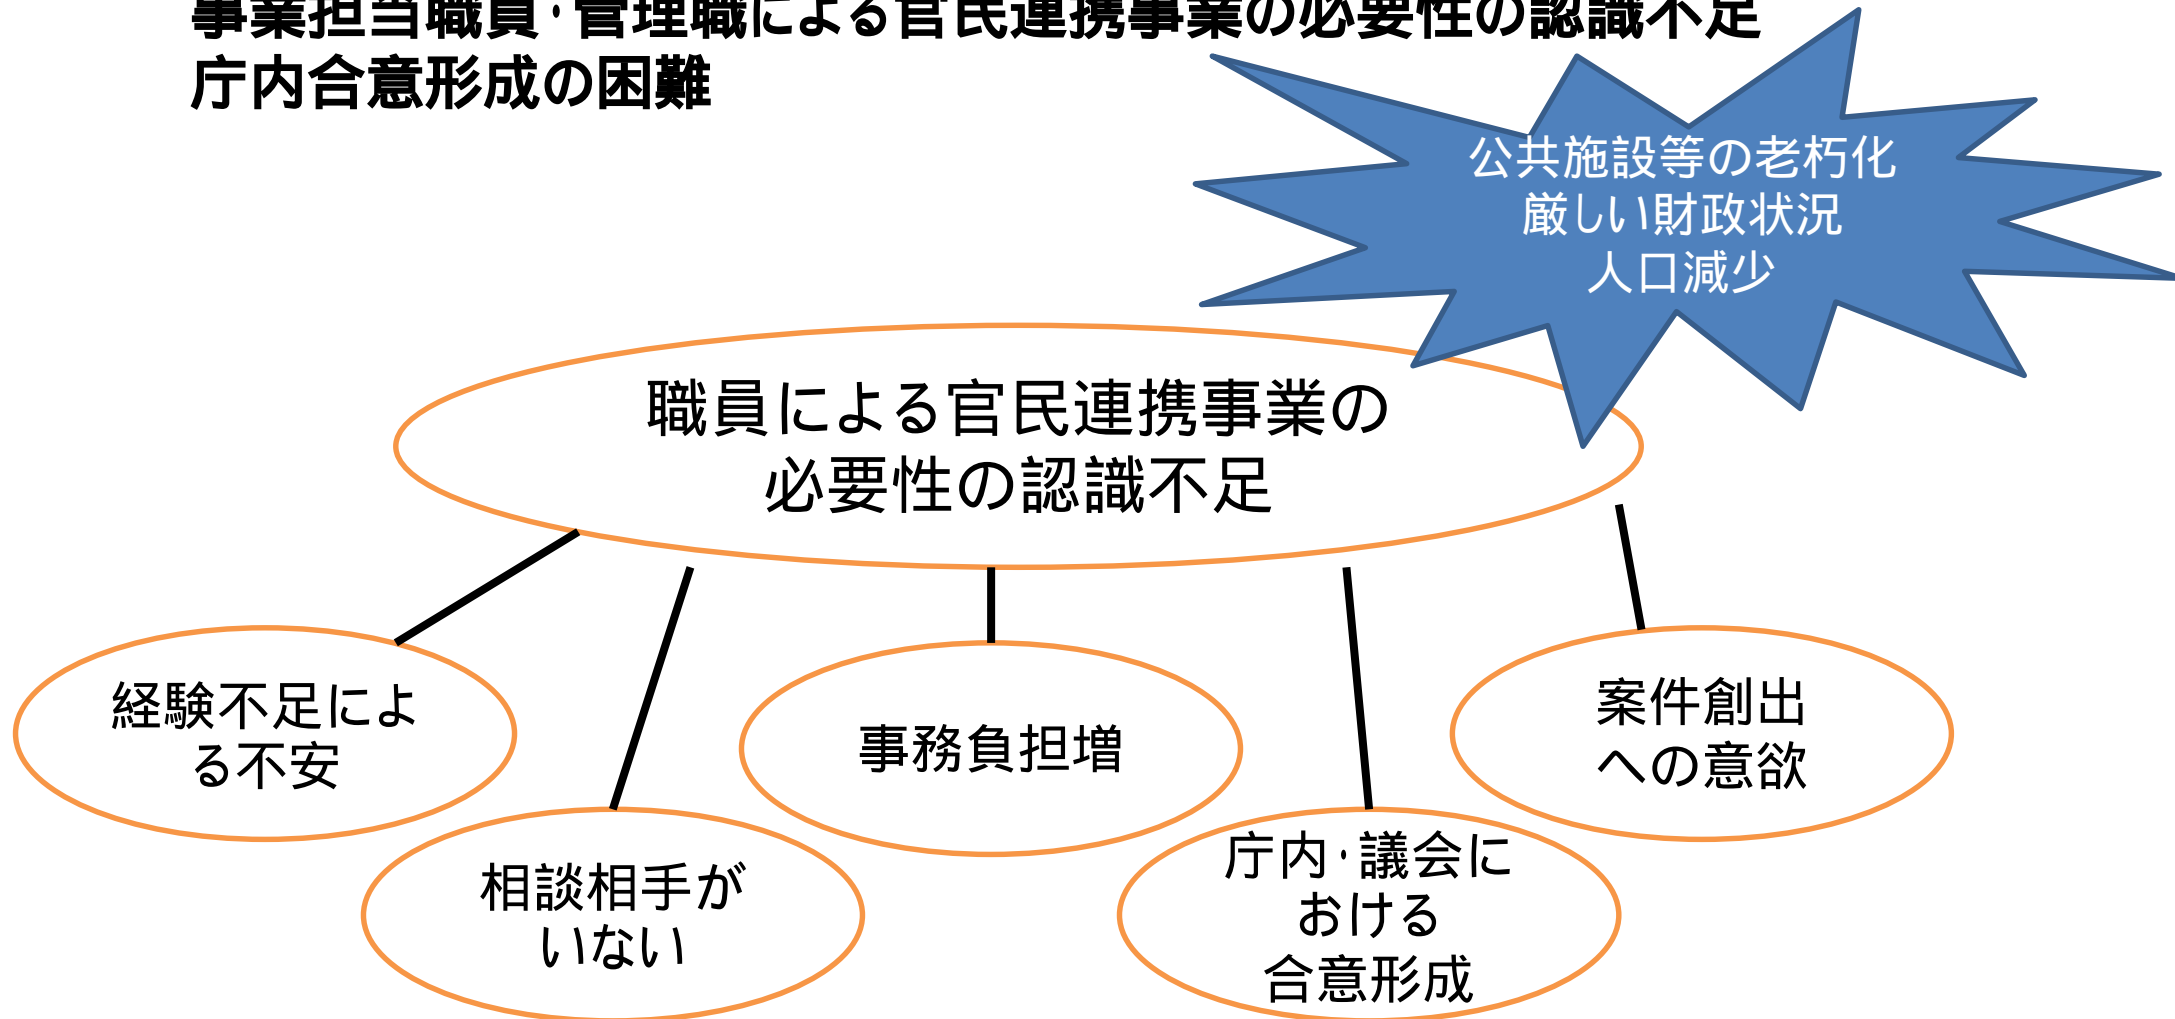 事業担当職員・管理職による官民連携事業の必要性の認識不足
庁内合意形成の困難
公共施設等の老朽化
厳しい財政状況
人口減少
職員による官民連携事業の
必要性の認識不足
経験不足によ
る不安
相談相手が
いない
事務負担増
庁内・議会に
おける
合意形成
案件創出
への意欲